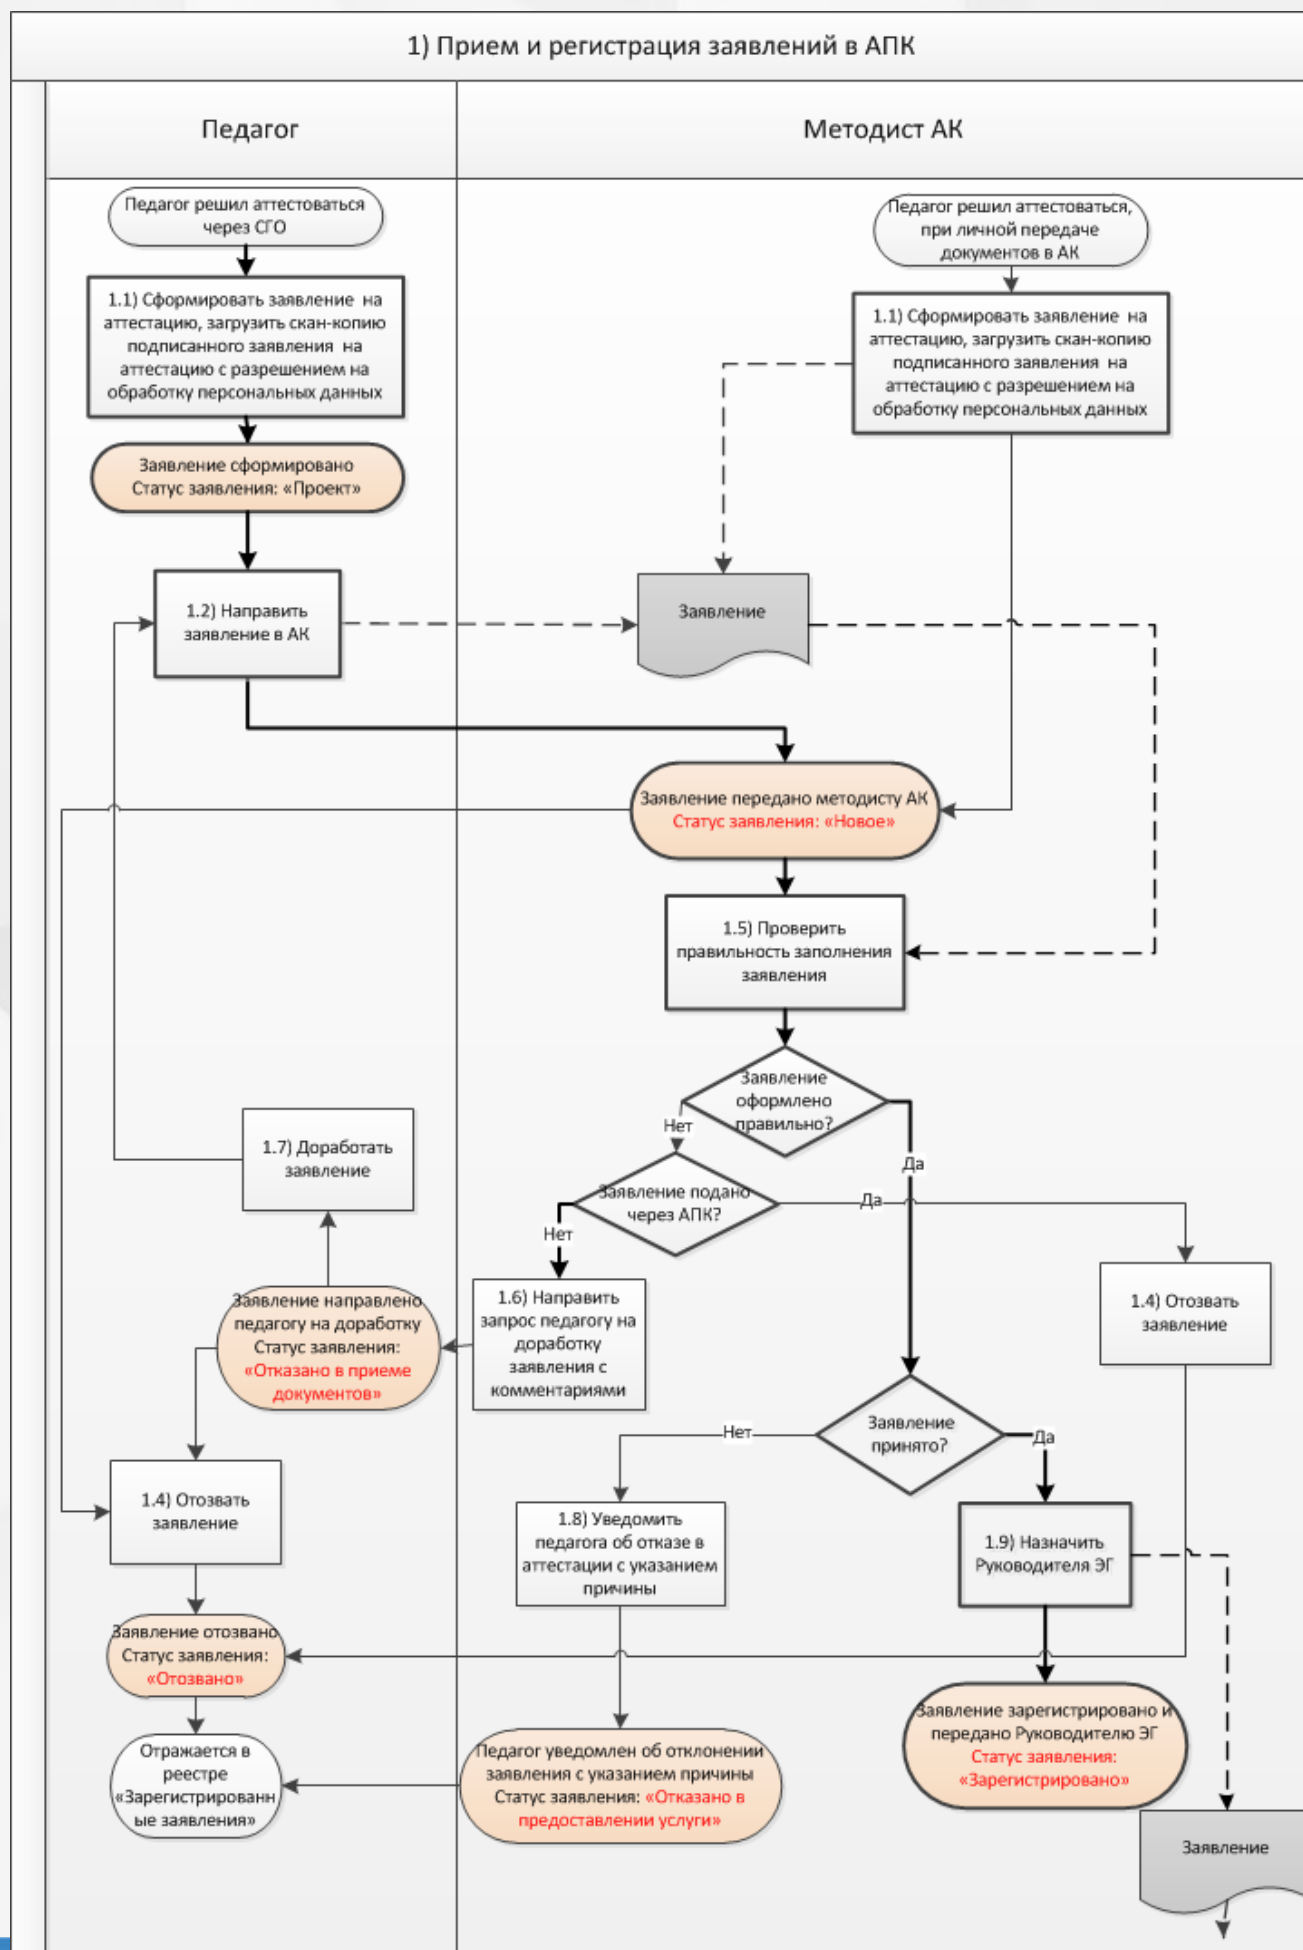 1) Прием и регистрация заявлений в АПК
Педагог
Методист АК
Педагог решил аттестоваться
через СГО
Педагог решил аттестоваться,
при личной передаче
документов в АК
1.1) Сформировать заявление на
аттестацию, загрузить скан-копию
подписанного заявления на
аттестацию с разрешением на
обработку персональных данных
1.1) Сформировать заявление на
аттестацию, загрузить скан-копию
подписанного заявления на
аттестацию с разрешением на
обработку персональных данных
Заявление сформировано
Статус заявления: «Проект»
1.2) Направить
заявление в АК
Заявление
Заявление передано методисту АК
Статус заявления: «Новое»
1.5) Проверить
правильность заполнения
заявления
Заявление
оформлено
правильно?
Нет
Да
1.7) Доработать
заявление
Заявление подано
через АПК?
Да
Нет
1.6) Направить
запрос педагогу на
доработку
заявления с
комментариями
1.4) Отозвать
заявление
Заявление направлено
педагогу на доработку
Статус заявления:
«Отказано в приеме
документов»
Заявление
принято?
Нет
Да
1.4) Отозвать
заявление
1.8) Уведомить
педагога об отказе в
аттестации с указанием
причины
1.9) Назначить
Руководителя ЭГ
Заявление отозвано
Статус заявления:
«Отозвано»
Заявление зарегистрировано и
передано Руководителю ЭГ
Статус заявления:
«Зарегистрировано»
Отражается в
реестре
«Зарегистрированн
ые заявления»
Педагог уведомлен об отклонении
заявления с указанием причины
Статус заявления: «Отказано в
предоставлении услуги»
Заявление